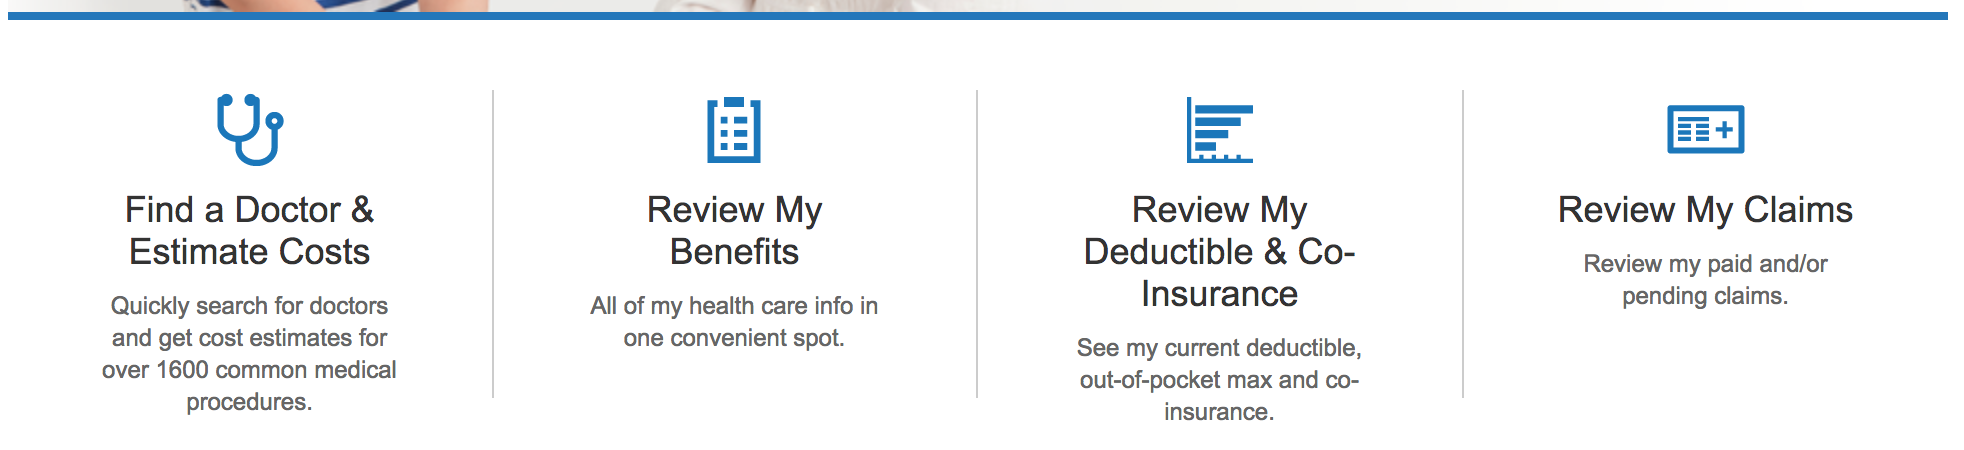 Find a Doctor &
Estimate Costs
Quickly search for doctors
and get cost estimates for
over 1600 common medical
procedures.
Review My
Benefits
All of my health care info in
one convenient spot.
Review My
Deductible & Co-
Insurance
See my current deductible,
out-of-pocket max and co-
insurance.
Review My Claims
Review my paid and/or
pending claims.